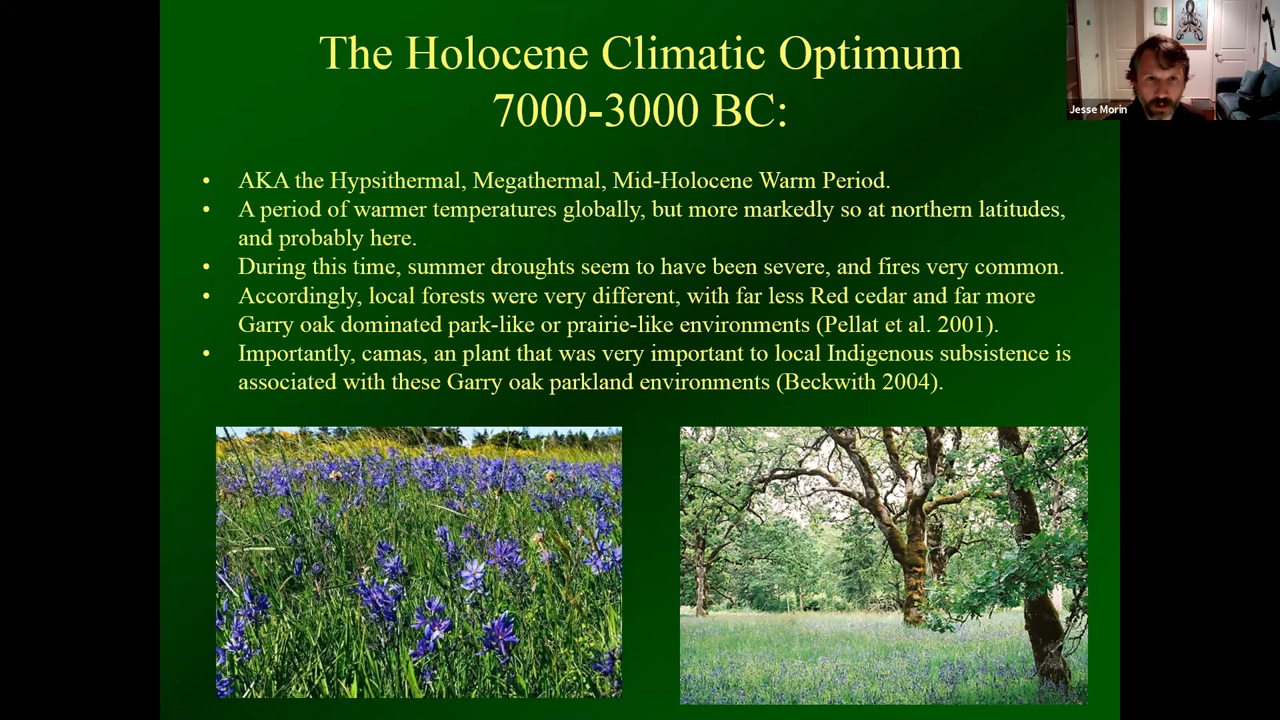 The Holocene Climatic Optimum
7000-3000 BC:
Jesse Morin
• AKA the Hypsithermal, Megathermal, Mid-Holocene Warm Period.
• A period of warmer temperatures globally, but more markedly so at northern latitudes,
and probably here.
• During this time, summer droughts seem to have been severe, and fires very common.
• Accordingly, local forests were very different, with far less Red cedar and far more
Garry oak dominated park-like or prairie-like environments (Pellat et al. 2001).
• Importantly, camas, an plant that was very important to local Indigenous subsistence is
associated with these Garry oak parkland environments (Beckwith 2004).